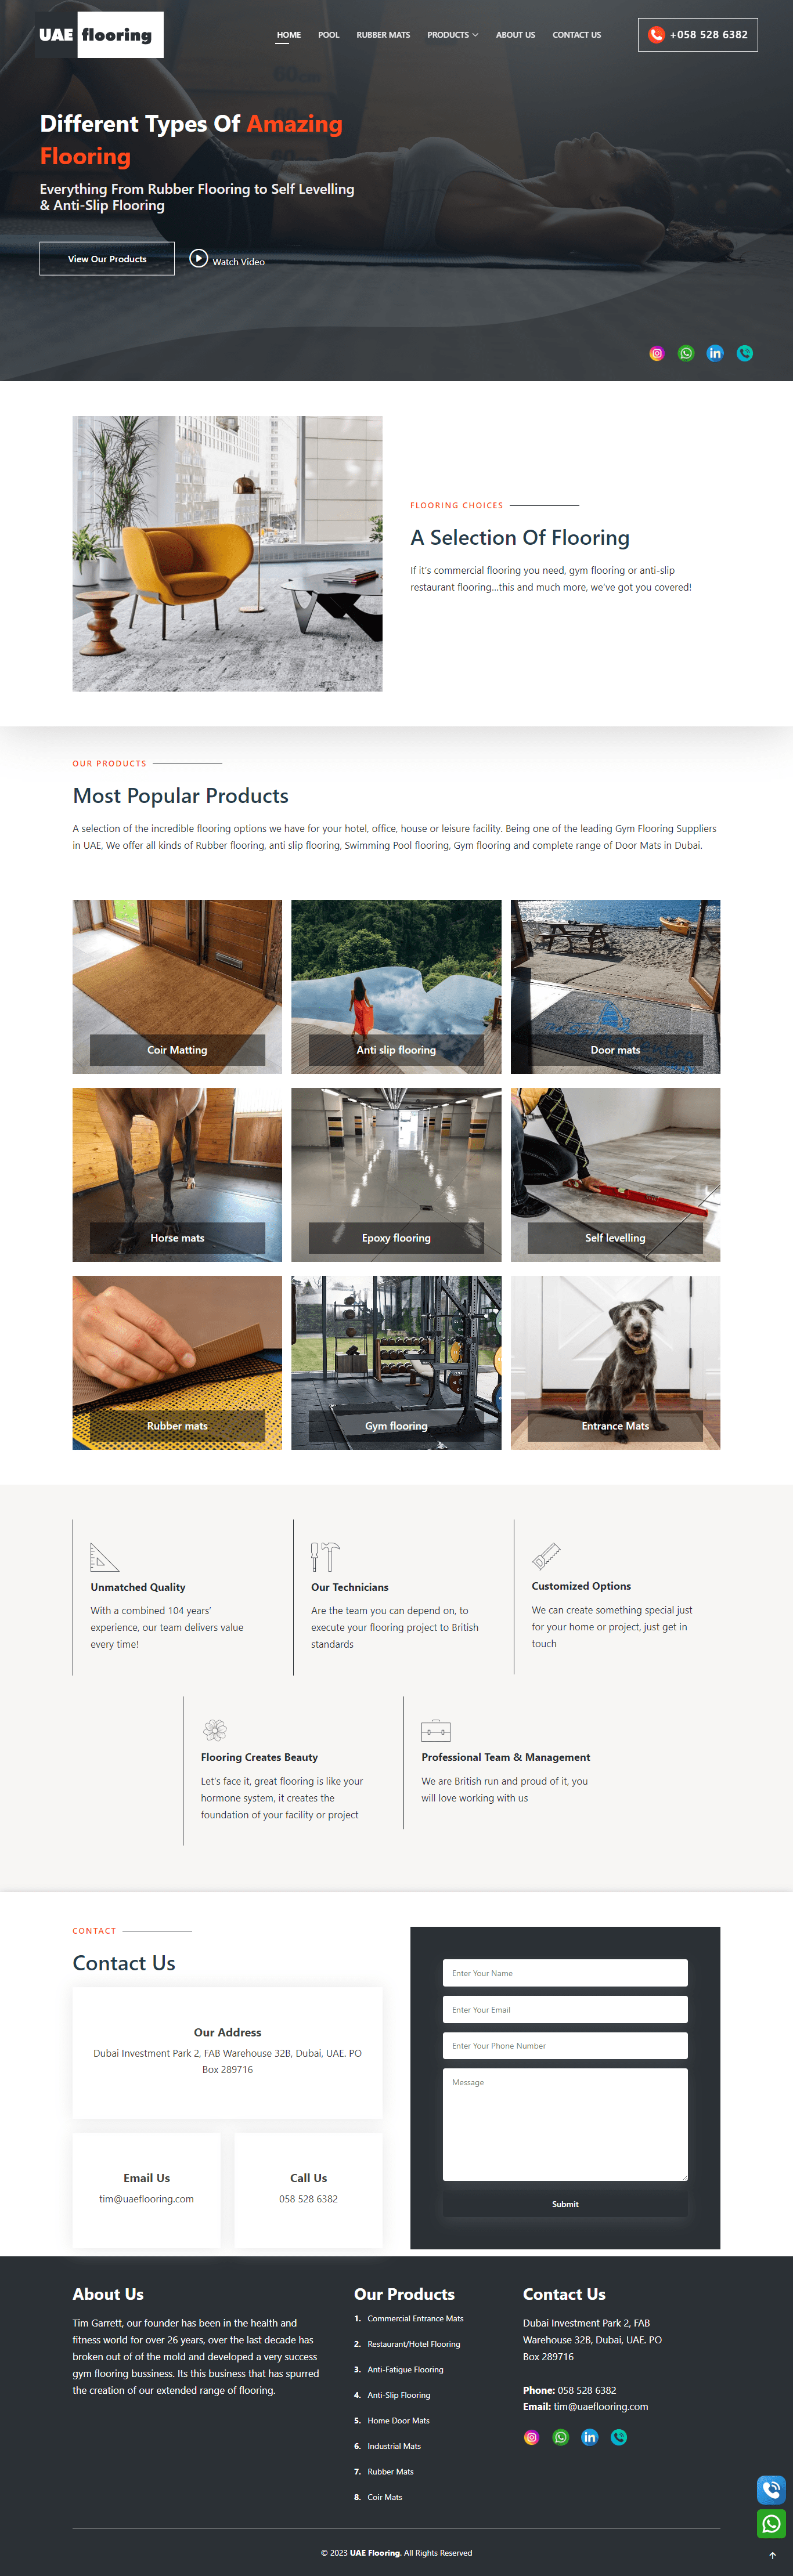 UAE flooring
HOME POOL RUBBER MATS PRODUCTS ABOUT US CONTACT US
+058 528 6382
Different Types Of Amazing
Flooring
Everything From Rubber Flooring to Self Levelling
& Anti-Slip Flooring
View Our Products
Watch Video
FLOORING CHOICES
A Selection Of Flooring
If it's commercial flooring you need, gym flooring or anti-slip
restaurant flooring...this and much more, we've got you covered!
OUR PRODUCTS
Most Popular Products
A selection of the incredible flooring options we have for your hotel, office, house or leisure facility. Being one of the leading Gym Flooring Suppliers
in UAE, We offer all kinds of Rubber flooring, anti slip flooring, Swimming Pool flooring, Gym flooring and complete range of Door Mats in Dubai.
Coir Matting
Anti slip flooring
Door mats
Horse mats
Epoxy flooring
Self levelling
Rubber mats
Gym flooring
Entrance Mats
Unmatched Quality
With a combined 104 years'
experience, our team delivers value
every time!
Our Technicians
Are the team you can depend on, to
execute your flooring project to British
standards
Customized Options
We can create something special just
for your home or project, just get in
touch
Flooring Creates Beauty
Let's face it, great flooring is like your
hormone system, it creates the
foundation of your facility or project
Professional Team & Management
We are British run and proud of it, you
will love working with us
CONTACT
Contact Us
Our Address
Dubai Investment Park 2, FAB Warehouse 32B, Dubai, UAE. PO
Box 289716
Email Us
tim@uaeflooring.com
Call Us
058 528 6382
Enter Your Name
Enter Your Email
Enter Your Phone Number
Message
Submit
About Us
Tim Garrett, our founder has been in the health and
fitness world for over 26 years, over the last decade has
broken out of of the mold and developed a very success
gym flooring bussiness. Its this business that has spurred
the creation of our extended range of flooring.
Our Products
1. Commercial Entrance Mats
2. Restaurant/Hotel Flooring
3. Anti-Fatigue Flooring
4. Anti-Slip Flooring
5. Home Door Mats
6. Industrial Mats
7. Rubber Mats
8. Coir Mats
Contact Us
Dubai Investment Park 2, FAB
Warehouse 32B, Dubai, UAE. PO
Box 289716
Phone: 058 528 6382
Email: tim@uaeflooring.com
© 2023 UAE Flooring. All Rights Reserved